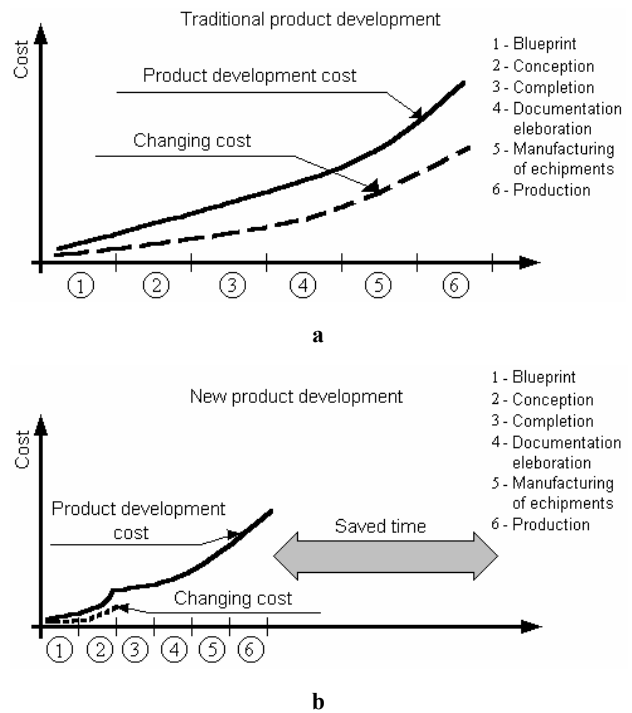 Traditional product development
Cost
Product development cost
Changing cost
1 - Blueprint
2 - Conception
3 - Completion
4 - Documentation
eleboration
5 - Manufacturing
of echipments
6 - Production
1 2 3 4 5 6
a
New product development
Cost
Product development
cost
Changing cost
Saved time
1 - Blueprint
2 - Conception
3 - Completion
4 - Documentation
eleboration
5 - Manufacturing
of echipments
6 - Production
1 2 3 4 5 6
b